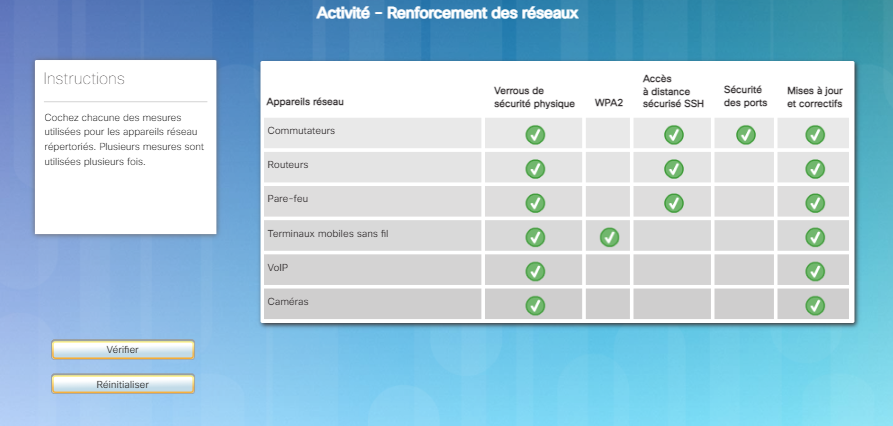 Activité – Renforcement des réseaux
Instructions
Cochez chacune des mesures
utilisées pour les appareils réseau
répertoriés. Plusieurs mesures sont
utilisées plusieurs fois.
Appareils réseau
Verrous de
sécurité physique
WPA2
Accès
à distance
sécurisé SSH
Sécurité
des ports
Mises à jour
et correctifs
Commutateurs
Routeurs
Pare-feu
Terminaux mobiles sans fil
VoIP
Caméras
Vérifier
Réinitialiser